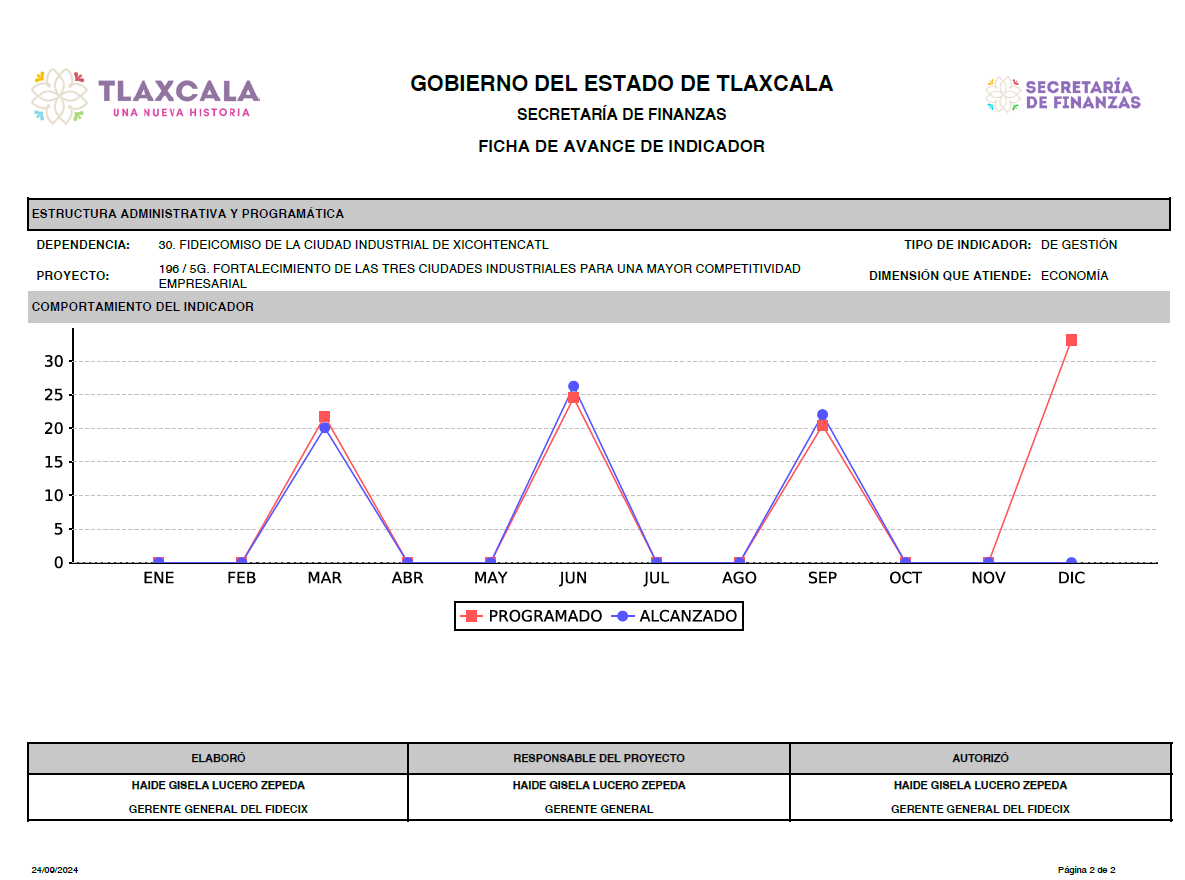 TLAXCALA
UNA NUEVA HISTORIA
GOBIERNO DEL ESTADO DE TLAXCALA
SECRETARÍA DE FINANZAS
FICHA DE AVANCE DE INDICADOR
SECRETARÍA
DE FINANZAS
ESTRUCTURA ADMINISTRATIVA Y PROGRAMÁTICA
DEPENDENCIA: 30. FIDEICOMISO DE LA CIUDAD INDUSTRIAL DE XICOHTENCATL TIPO DE INDICADOR: DE GESTIÓN
PROYECTO: 196 / 5G. FORTALECIMIENTO DE LAS TRES CIUDADES INDUSTRIALES PARA UNA MAYOR COMPETITIVIDAD
EMPRESARIAL
DIMENSIÓN QUE ATIENDE: ECONOMÍA
COMPORTAMIENTO DEL INDICADOR
30
25
20
15
10
5
0
ENE FEB MAR ABR MAY JUN JUL AGO SEP OCT NOV DIC
PROGRAMADO ALCANZADO
ELABORÓ RESPONSABLE DEL PROYECTO AUTORIZÓ
HAIDE GISELA LUCERO ZEPEDA HAIDE GISELA LUCERO ZEPEDA HAIDE GISELA LUCERO ZEPEDA
GERENTE GENERAL DEL FIDECIX GERENTE GENERAL GERENTE GENERAL DEL FIDECIX
24/09/2024 Página 2 de 2